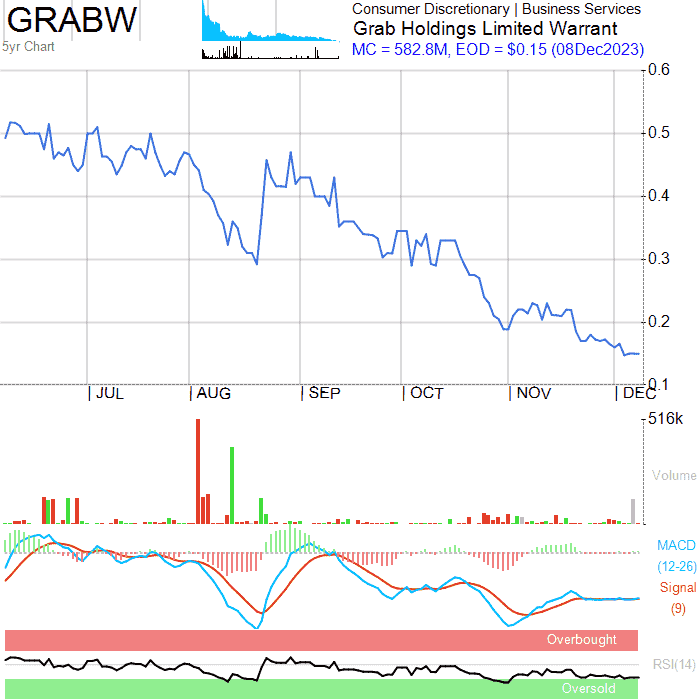 GRABW
5yr Chart
Consumer Discretionary | Business Services
Grab Holdings Limited Warrant
MC = 582.8M, EOD = $0.15 (08Dec2023)
0.6
0.5
0.4
0.3
0.2
0.1
JUL AUG SEP OCT NOV DEC
516k
Volume
MACD
(12-26)
Signal
(9)
Overbought
RSI(14)
Oversold